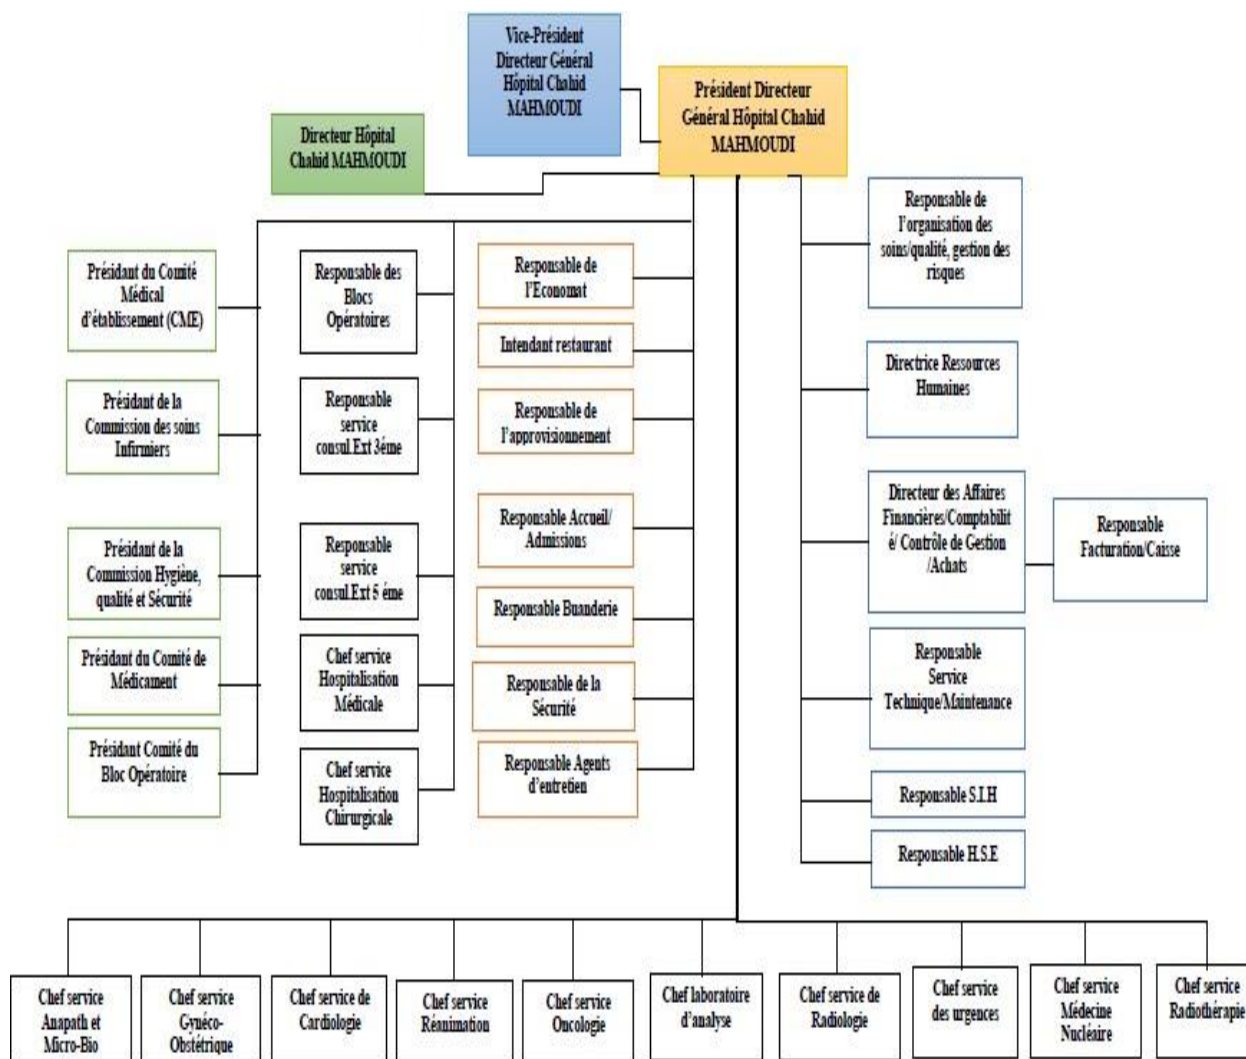 Vice-Président
Directeur Général
Hôpital Chahid
MAHMOUDI
Président Directeur
Général Hôpital Chahid
MAHMOUDI
Directeur Hôpital
Chahid MAHMOUDI
Présidant du Comité
Médical
d'établissement (CME)
Présidant de la
Commission des soins
Infirmiers
Présidant de la
Commission Hygiène,
qualité et Sécurité
Présidant du Comité de
Médicament
Présidant Comité du
Bloc Opératoire
Responsable des
Blocs
Opératoires
Responsable
service
consul.Ext 3éme
Responsable
service
consul.Ext 5 éme
Chef service
Hospitalisation
Médicale
Chef service
Hospitalisation
Chirurgicale
Responsable de
l'Economat
Intendant restaurant
Responsable de
l'approvisionnement
Responsable Accueil/
Admissions
Responsable Buanderie
Responsable de la
Sécurité
Responsable Agents
d'entretien
Responsable de
l'organisation des
soins/qualité, gestion des
risques
Directrice Ressources
Humaines
Directeur des Affaires
Financières/Comptabilit
é/ Contrôle de Gestion
/Achats
Responsable
Facturation/Caisse
Responsable
Service
Technique/Maintenance
Responsable S.I.H
Responsable H.S.E
Chef service
Anapath et
Micro-Bio
Chef service
Gynéco-
Obstétrique
Chef service de
Cardiologie
Chef service
Réanimation
Chef service
Oncologie
Chef laboratoire
d'analyse
Chef service de
Radiologie
Chef service
des urgences
Chef service
Médecine
Nucléaire
Chef service
Radiothérapie